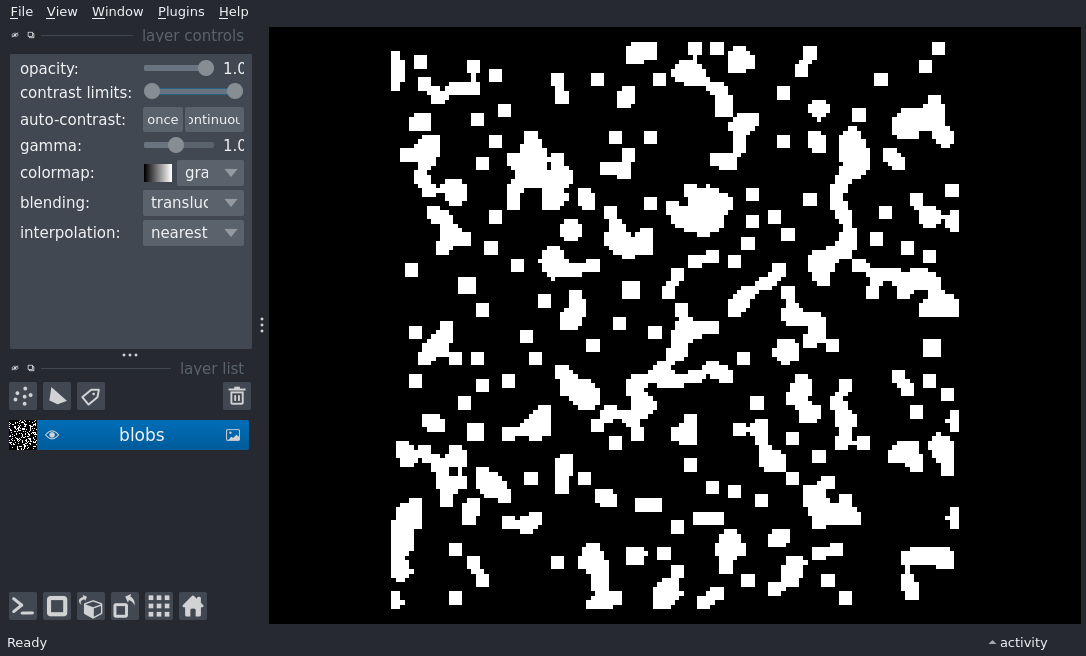 File View Window Plugins Help
layer controls
opacity: 1.0
contrast limits:
auto-contrast: once ontinuou
gamma: 1.0
colormap: gra
blending: transluc
interpolation: nearest
layer list
blobs
Ready
activity